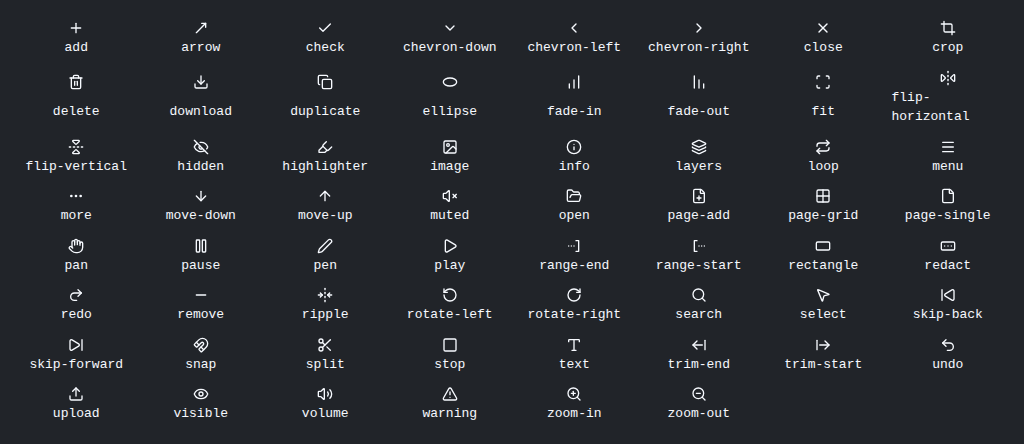 add arrow check chevron-down chevron-left chevron-right close crop
delete download duplicate ellipse fade-in fade-out fit flip-
horizontal
flip-vertical hidden highlighter image info layers loop menu
more move-down move-up muted open page-add page-grid page-single
pan pause pen play range-end range-start rectangle redact
redo remove ripple rotate-left rotate-right search select skip-back
skip-forward snap split stop text trim-end trim-start undo
upload visible volume warning zoom-in zoom-out